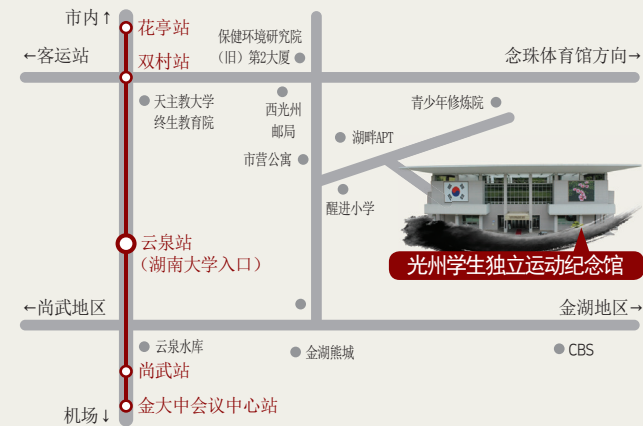 市内↑
花亭站
保健环境研究院
（旧）第2大厦
←客运站
双村站
念珠体育馆方向→
天主教大学
终生教育院
西光州
邮局
青少年修炼院
湖畔APT
市营公寓
醒进小学
云泉站
（湖南大学入口）
光州学生独立运动纪念馆
←尚武地区
金湖地区→
云泉水库
金湖熊城
CBS
尚武站
金大中会议中心站
机场↓